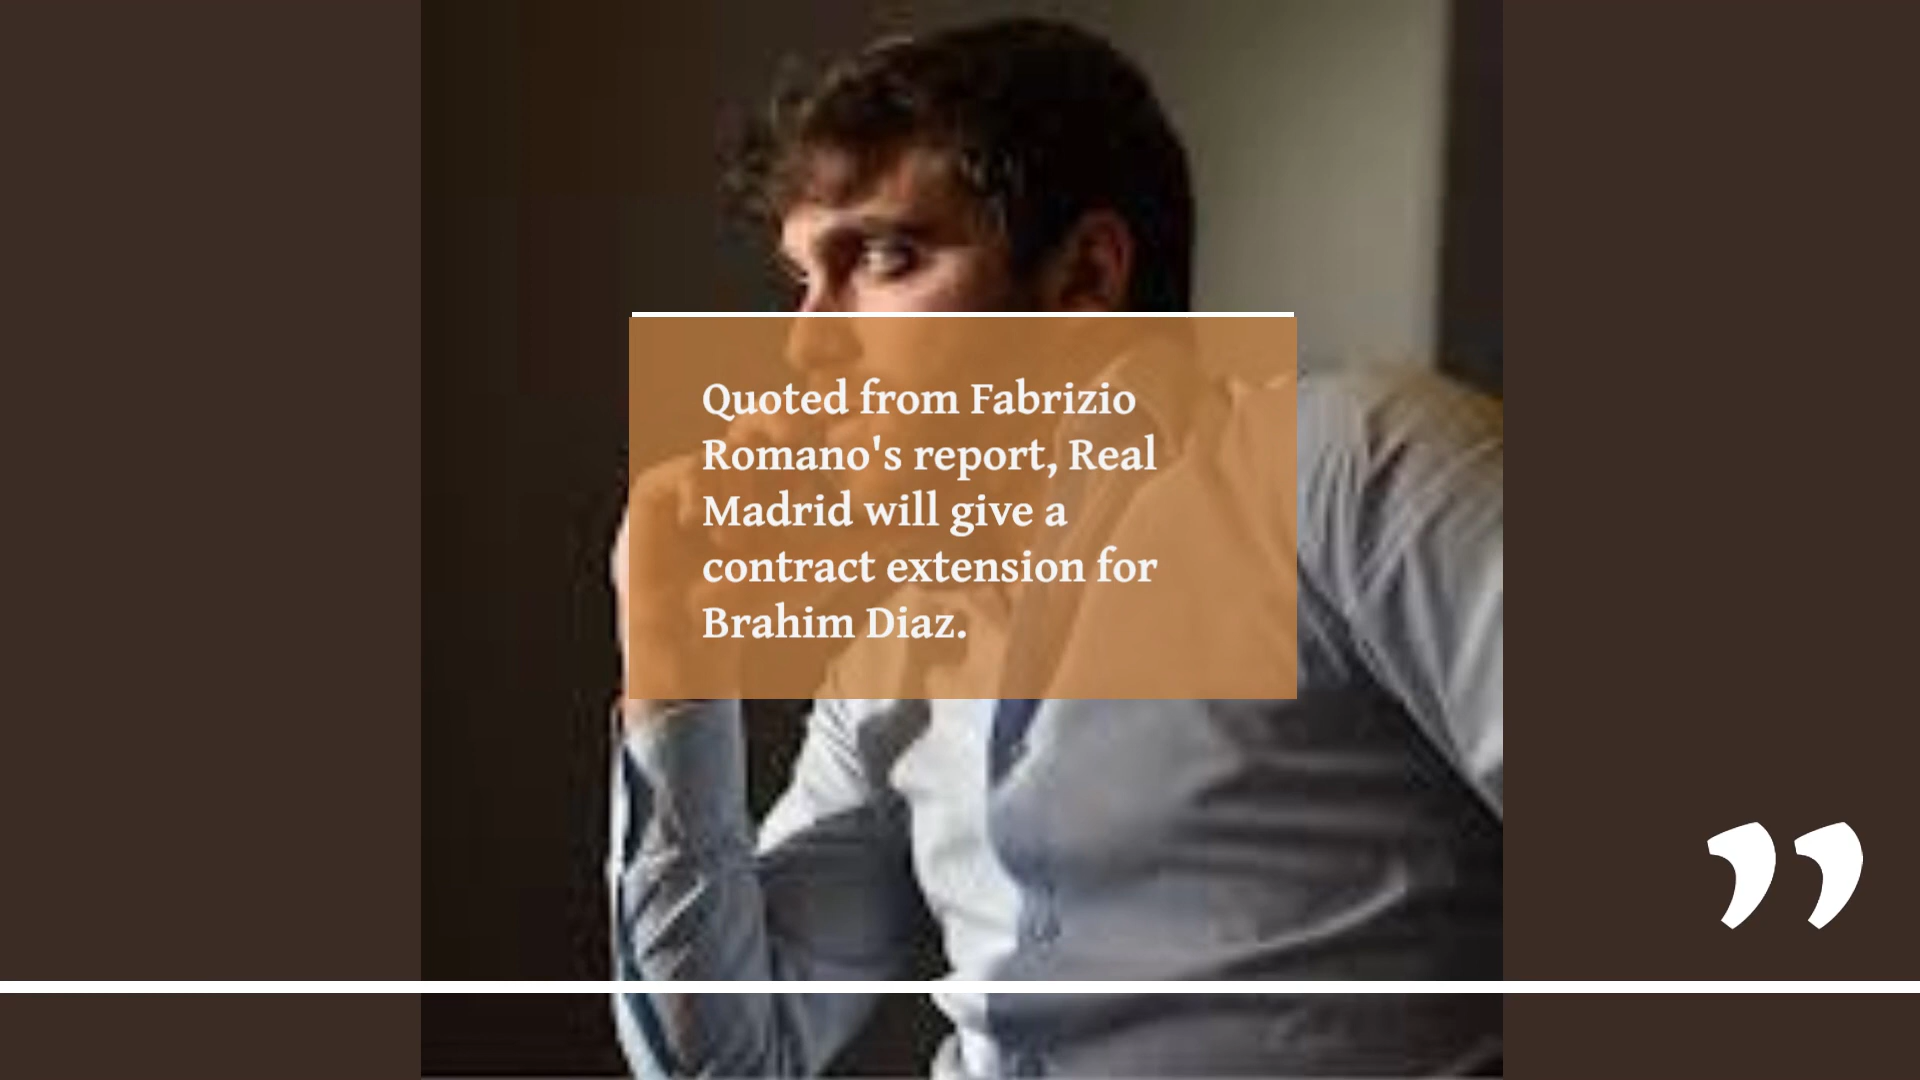 Quoted from Fabrizio
Romano's report, Real
Madrid will give a
contract extension for
Brahim Diaz.
”